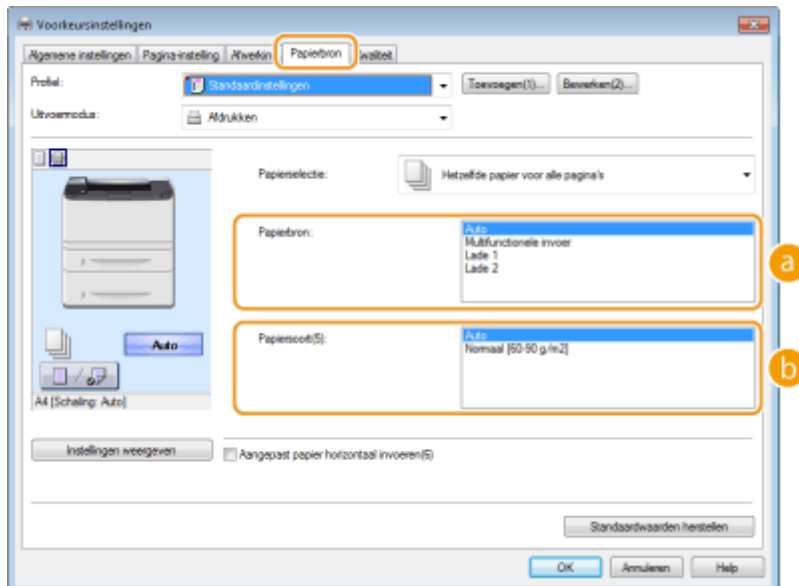 Voorkeursinstellingen
Algemene instellingen Pagina-instelling Afwerkin Papierbron waliteit
Profiel: Standaardinstellingen Toevoegen(1)... Bewerken(2)...
Uitvoermodus: Afdrukken
Papierselectie: Hetzelfde papier voor alle pagina's
Papierbron: Auto
Multifunctionele invoer
Lade 1
Lade 2
a
Papiersoort(5): Auto
Normaal [60-90 g/m2]
b
Auto
A4 [Schaling: Auto]
Instellingen weergeven Aangepast papier horizontaal invoeren(6)
Standaardwaarden herstellen
OK Annuleren Help